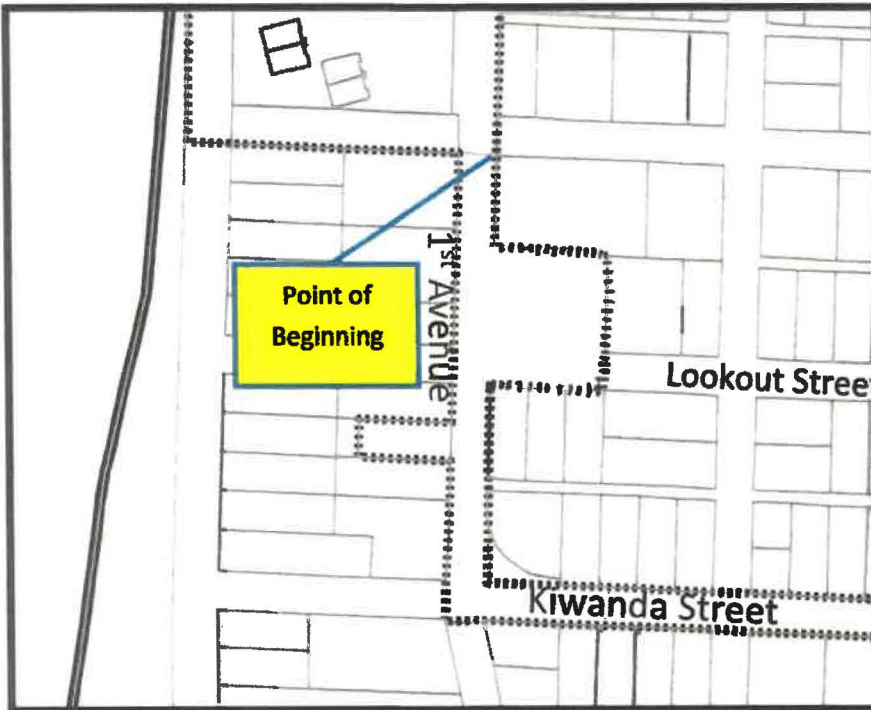 Point of
Beginning
1st Avenue
Lookout Street
Kiwanda Street